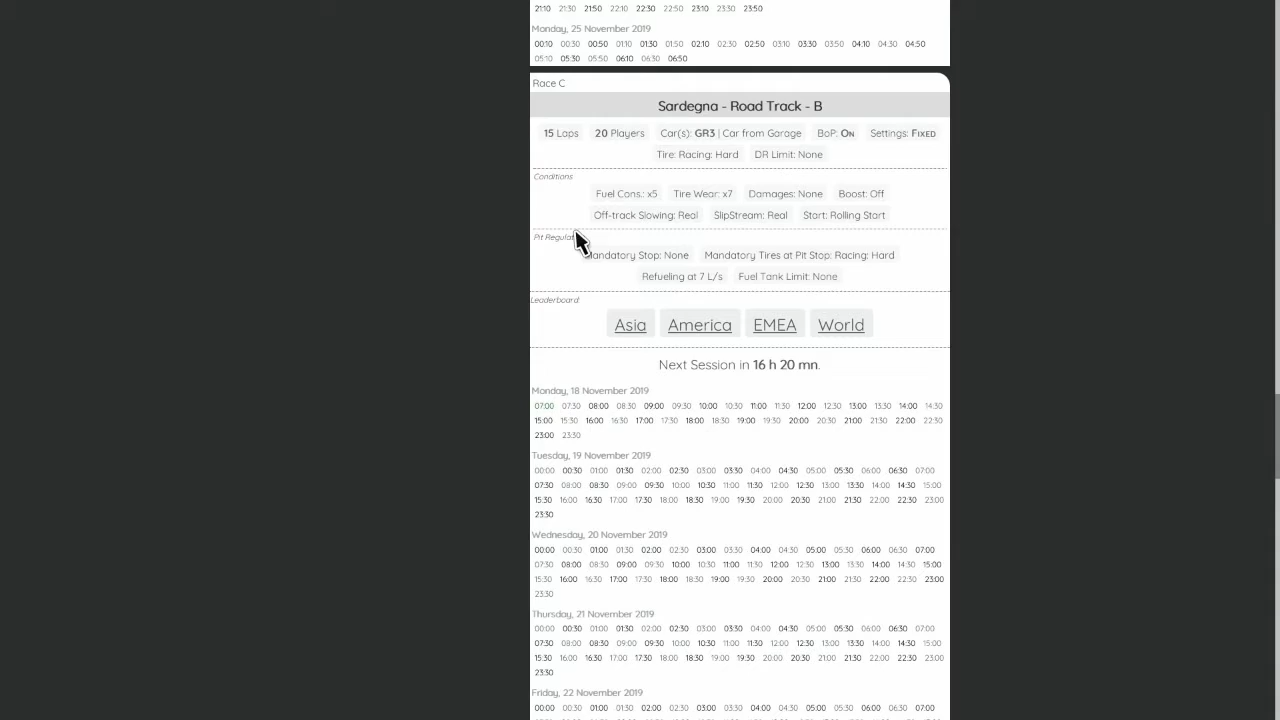 21:10 21:30 21:50 22:10 22:30 22:50 23:10 23:30 23:50
Monday, 25 November 2019
00:10 00:30 00:50 01:10 01:30 01:50 02:10 02:30 02:50 03:10 03:30 03:50 04:10 04:30 04:50
05:10 05:30 05:50 06:10 06:30 06:50
Race C
Sardegna - Road Track - B
15 Laps 20 Players Car(s): GR3 | Car from Garage BoP: ON Settings: FIXED
Tire: Racing: Hard DR Limit: None
Conditions
Fuel Cons.: x5 Tire Wear: x7 Damages: None Boost: Off
Off-track Slowing: Real SlipStream: Real Start: Rolling Start
Pit Regulat
andatory Stop: None Mandatory Tires at Pit Stop: Racing: Hard
Refueling at 7 L/s Fuel Tank Limit: None
Leaderboard
Asia America EMEA World
Next Session in 16 h 20 mn.
Monday, 18 November 2019
07:00 07:30 08:00 08:30 09:00 09:30 10:00 10:30 11:00 11:30 12:00 12:30 13:00 13:30 14:00 14:30
15:00 15:30 16:00 16:30 17:00 17:30 18:00 18:30 19:00 19:30 20:00 20:30 21:00 21:30 22:00 22:30
23:00 23:30
Tuesday, 19 November 2019
00:00 00:30 01:00 01:30 02:00 02:30 03:00 03:30 04:00 04:30 05:00 05:30 06:00 06:30 07:00
07:30 08:00 08:30 09:00 09:30 10:00 10:30 11:00 11:30 12:00 12:30 13:00 13:30 14:00 14:30 15:00
15:30 16:00 16:30 17:00 17:30 18:00 18:30 19:00 19:30 20:00 20:30 21:00 21:30 22:00 22:30 23:00
23:30
Wednesday, 20 November 2019
00:00 00:30 01:00 01:30 02:00 02:30 03:00 03:30 04:00 04:30 05:00 05:30 06:00 06:30 07:00
07:30 08:00 08:30 09:00 09:30 10:00 10:30 11:00 11:30 12:00 12:30 13:00 13:30 14:00 14:30 15:00
15:30 16:00 16:30 17:00 17:30 18:00 18:30 19:00 19:30 20:00 20:30 21:00 21:30 22:00 22:30 23:00
23:30
Thursday, 21 November 2019
00:00 00:30 01:00 01:30 02:00 02:30 03:00 03:30 04:00 04:30 05:00 05:30 06:00 06:30 07:00
07:30 08:00 08:30 09:00 09:30 10:00 10:30 11:00 11:30 12:00 12:30 13:00 13:30 14:00 14:30 15:00
15:30 16:00 16:30 17:00 17:30 18:00 18:30 19:00 19:30 20:00 20:30 21:00 21:30 22:00 22:30 23:00
23:30
Friday, 22 November 2019
00:00 00:30 01:00 01:30 02:00 02:30 03:00 03:30 04:00 04:30 05:00 05:30 06:00 06:30 07:00